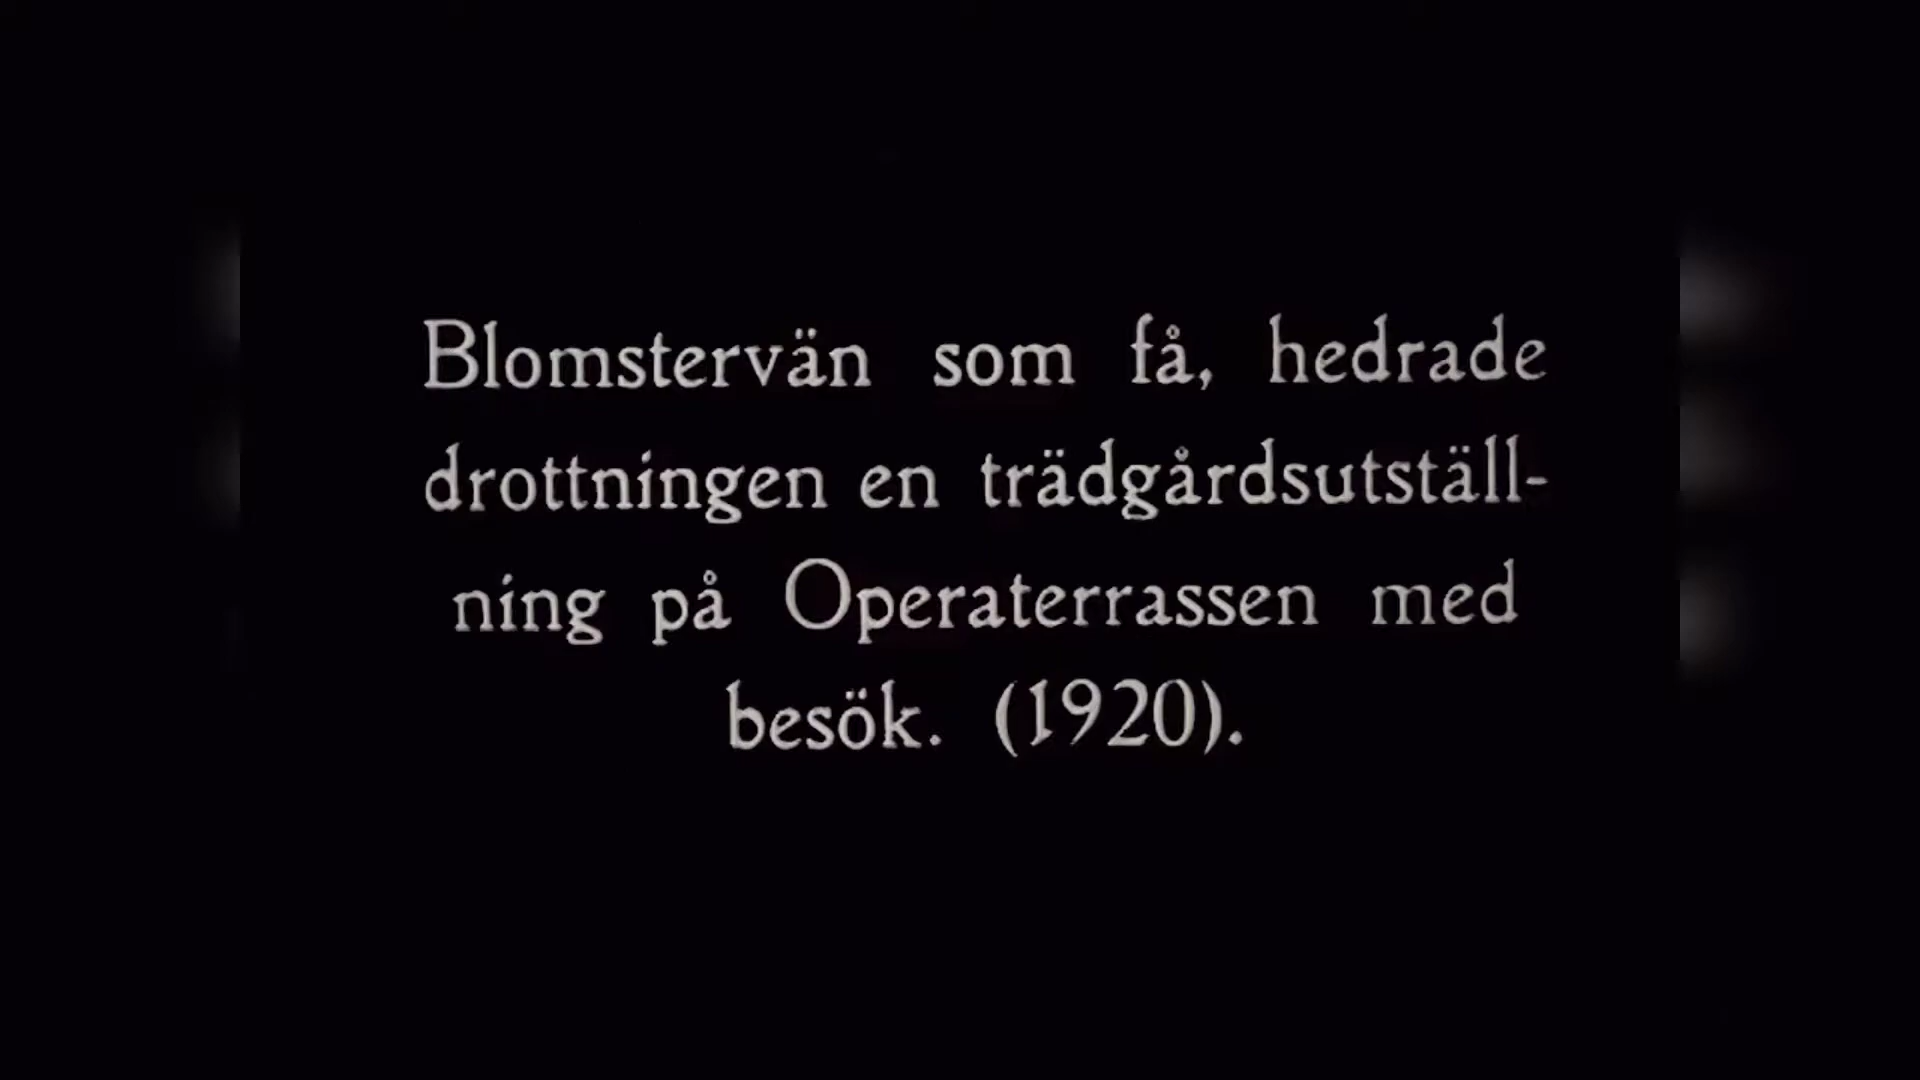 Blomstervän som få, hedrade
drottningen en trädgårdsutställ-
ning på Operaterrassen med
besök. (1920).